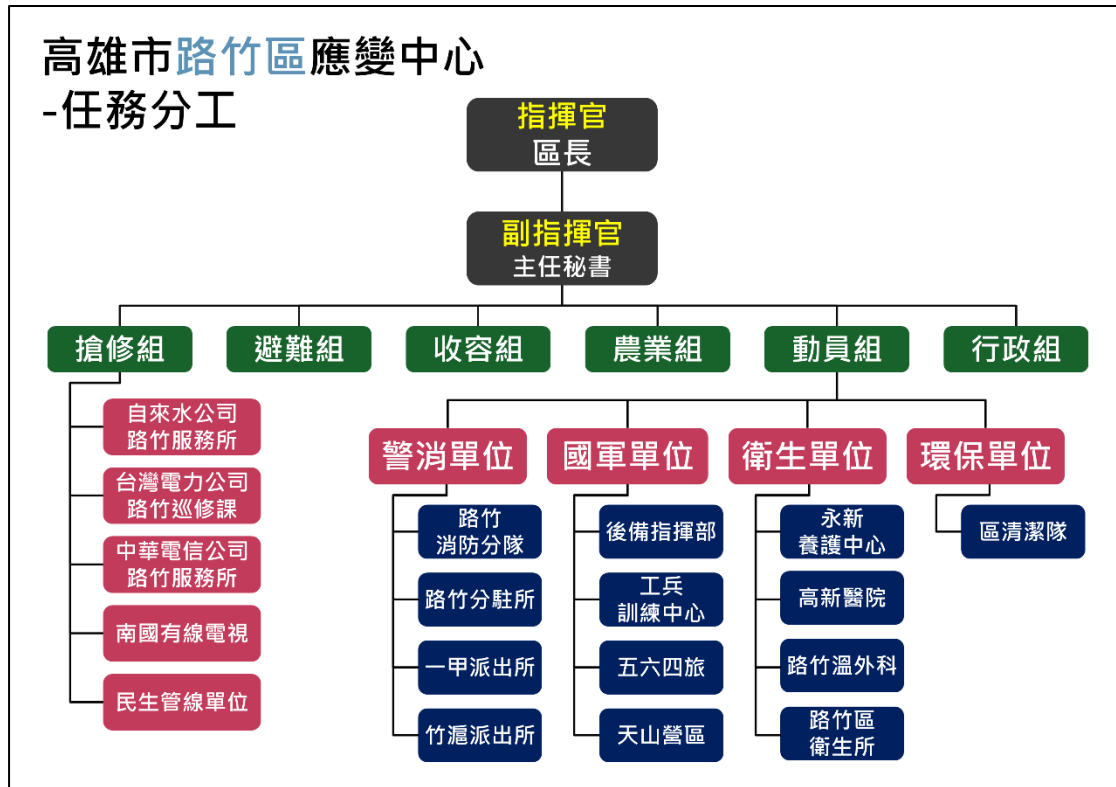 高雄市路竹區應變中心
-任務分工
指揮官
區長
副指揮官
主任秘書
搶修組
避難組
收容組
農業組
動員組
行政組
自來水公司
路竹服務所
台灣電力公司
路竹巡修課
中華電信公司
路竹服務所
南國有線電視
民生管線單位
警消單位
國軍單位
衛生單位
環保單位
路竹
消防分隊
路竹分駐所
一甲派出所
竹滬派出所
後備指揮部
工兵
訓練中心
五六四旅
天山營區
永新
養護中心
高新醫院
路竹溫外科
路竹區
衛生所
區清潔隊